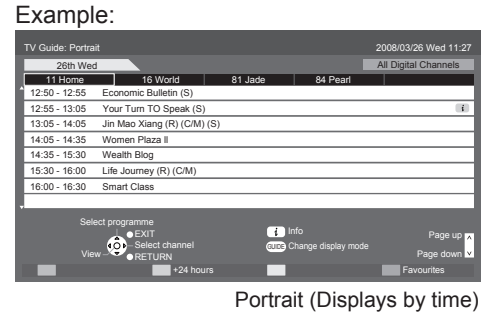 Example:
TV Guide: Portrait 2008/03/26 Wed 11:27
26th Wed All Digital Channels
11 Home 16 World 81 Jade 84 Pearl
12:50 - 12:55 Economic Bulletin (S)
12:55 - 13:05 Your Turn TO Speak (S) i
13:05 - 14:05 Jin Mao Xiang (R) (C/M) (S)
14:05 - 14:35 Women Plaza II
14:35 - 15:30 Wealth Blog
15:30 - 16:00 Life Journey (R) (C/M)
16:00 - 16:30 Smart Class
Select programme
EXIT i Info Page up
Select channel GUIDE Change display mode
View RETURN Page down
+24 hours Favourites
Portrait (Displays by time)